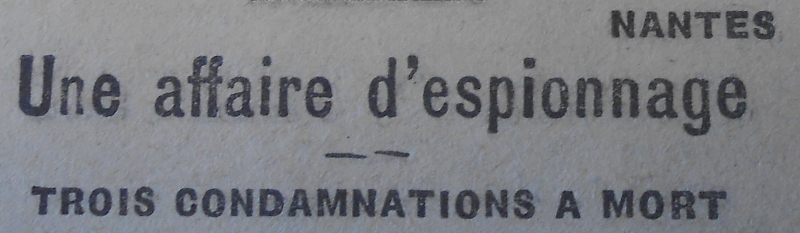 NANTES
Une affaire d'espionnage
TROIS CONDAMNATIONS A MORT